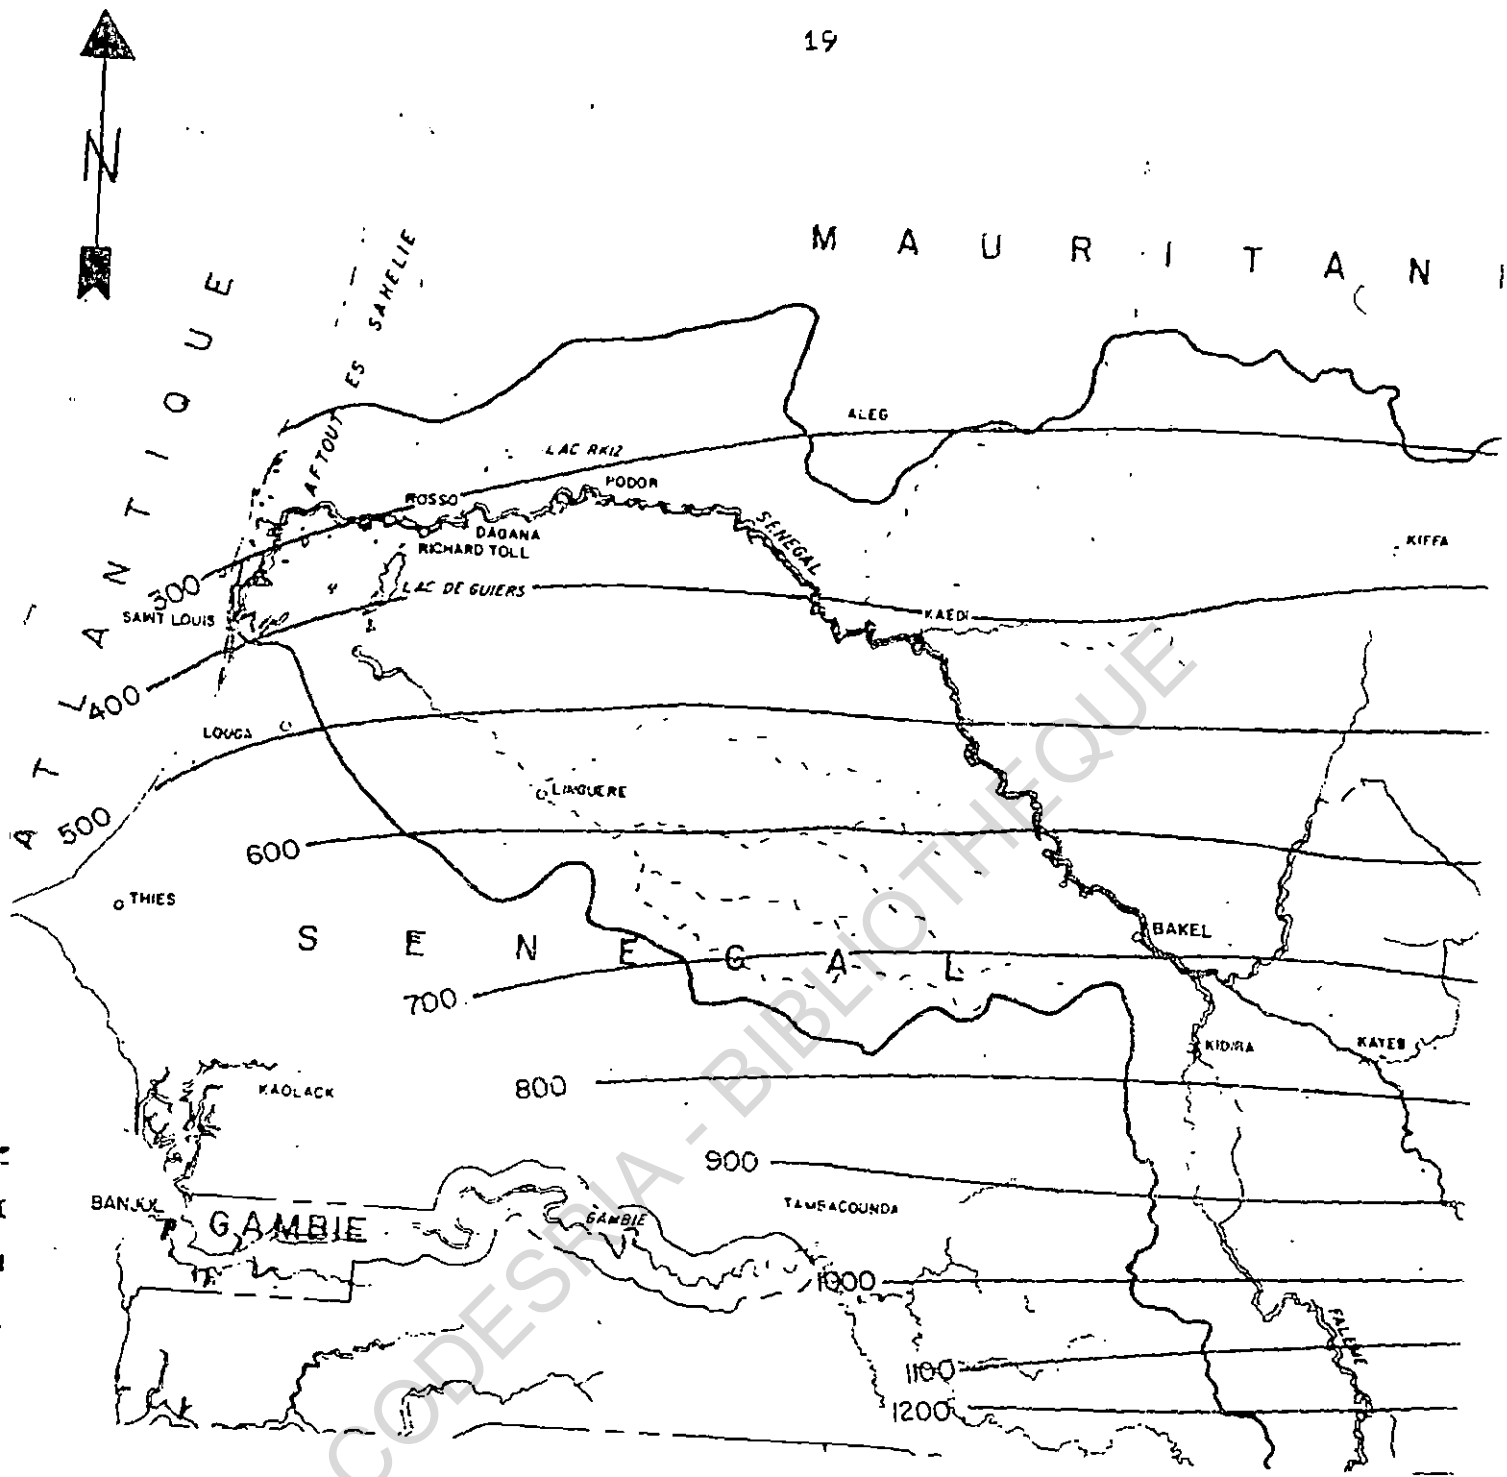 19
N
MAURITANI
ATLANTIQUE
AFTOUT ES SAHELIE
ALEG
LAC RKIZ
PODOR
ROSSO
DAGANA
RICHARD TOLL
SENEGAL
KIFFA
300
LAC DE GUIERS
SAINT LOUIS
KAEDI
400
LOUGA
LINGUERE
500
600
THIES
BAKEL
SENEGAL
700
KIDIRA
KAYES
800
KAOLACK
900
BANJUL
GAMBIE
GAMBIE
TAMBACOUNDA
1000
FALEME
1100
1200
CODESRIA - BIBLIOTHEQUE